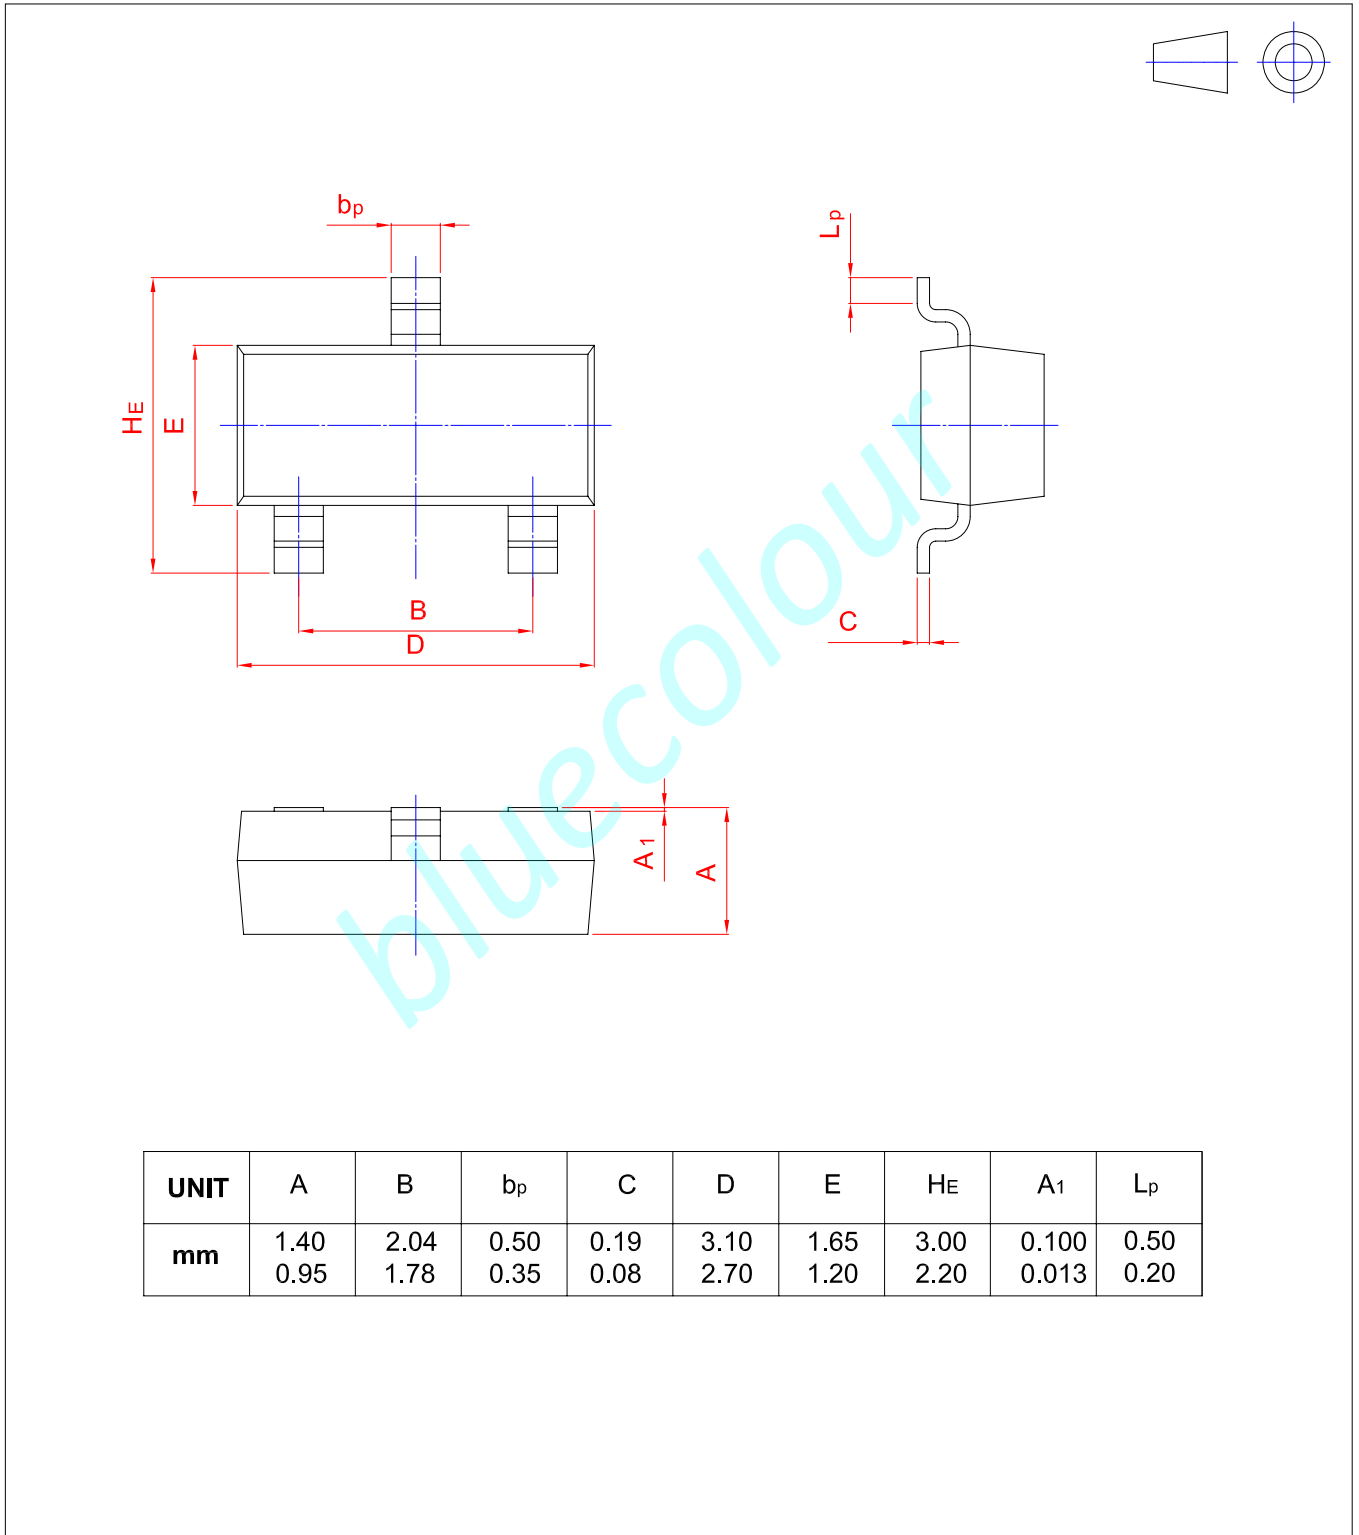 bp
Lp
HE
E
B
D
C
A1
A
bluecolour
UNIT A B bp C D E HE A1 Lp
mm
1.40 2.04 0.50 0.19 3.10 1.65 3.00 0.100 0.50
0.95 1.78 0.35 0.08 2.70 1.20 2.20 0.013 0.20